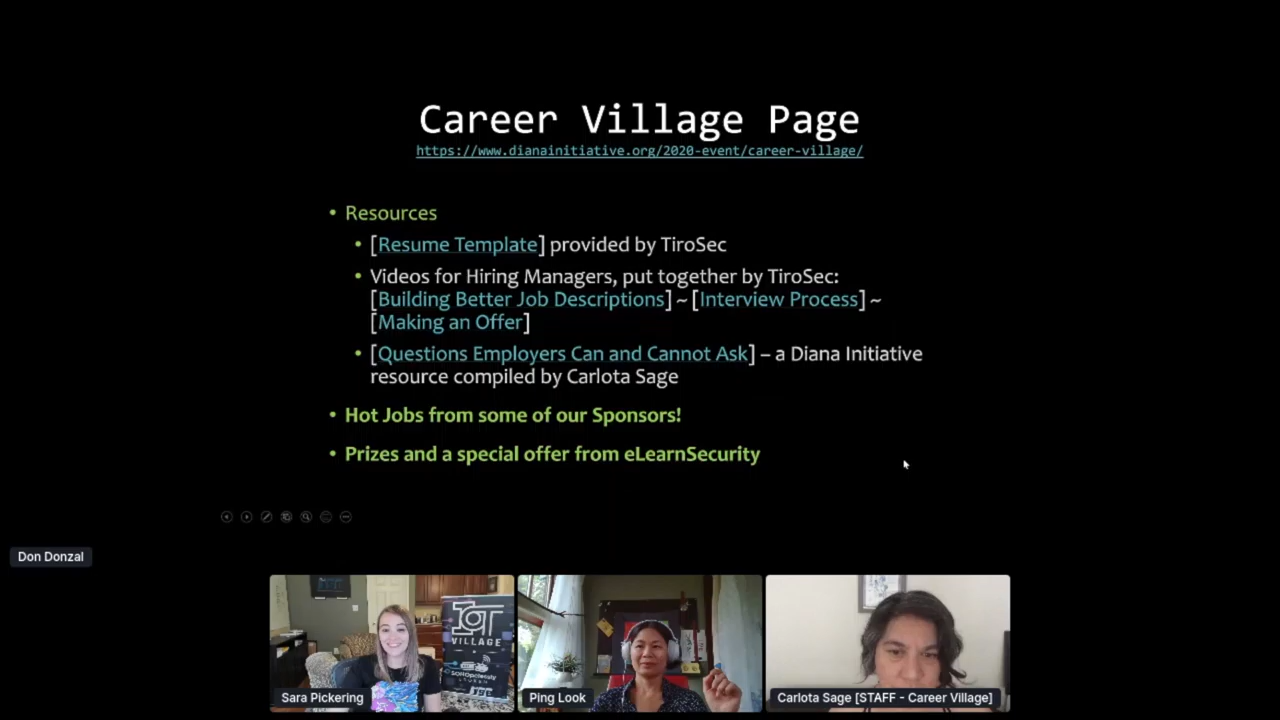 Career Village Page
https://www.dianainitiative.org/2020-event/career-village/
• Resources
• [Resume Template] provided by TiroSec
• Videos for Hiring Managers, put together by TiroSec:
[Building Better Job Descriptions] ~ [Interview Process] ~
[Making an Offer]
• [Questions Employers Can and Cannot Ask] – a Diana Initiative
resource compiled by Carlota Sage
• Hot Jobs from some of our Sponsors!
• Prizes and a special offer from eLearnSecurity
Don Donzal
IoT
VILLAGE
Sara Pickering
Ping Look
Carlota Sage [STAFF - Career Village]